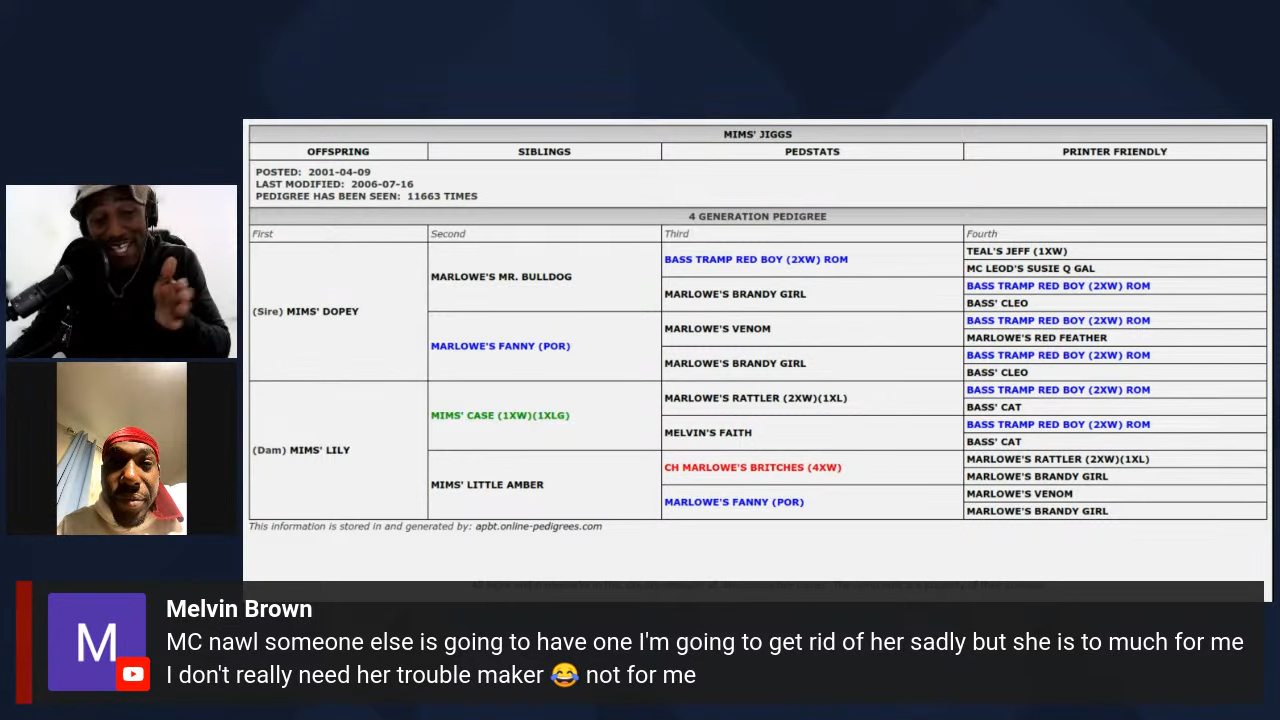 MIMS' JIGGS
OFFSPRING SIBLINGS PEDSTATS PRINTER FRIENDLY
POSTED: 2001-04-09
LAST MODIFIED: 2006-07-16
PEDIGREE HAS BEEN SEEN: 11663 TIMES
4 GENERATION PEDIGREE
First Second Third Fourth
(Sire) MIMS' DOPEY
MARLOWE'S MR. BULLDOG
BASS TRAMP RED BOY (2XW) ROM
TEAL'S JEFF (1XW)
MC LEOD'S SUSIE Q GAL
MARLOWE'S BRANDY GIRL
BASS TRAMP RED BOY (2XW) ROM
BASS' CLEO
MARLOWE'S FANNY (POR)
MARLOWE'S VENOM
BASS TRAMP RED BOY (2XW) ROM
MARLOWE'S RED FEATHER
MARLOWE'S BRANDY GIRL
BASS TRAMP RED BOY (2XW) ROM
BASS' CLEO
(Dam) MIMS' LILY
MIMS' CASE (1XW)(1XLG)
MARLOWE'S RATTLER (2XW)(1XL)
BASS TRAMP RED BOY (2XW) ROM
BASS' CAT
MELVIN'S FAITH
BASS TRAMP RED BOY (2XW) ROM
BASS' CAT
MIMS' LITTLE AMBER
CH MARLOWE'S BRITCHES (4XW)
MARLOWE'S RATTLER (2XW)(1XL)
MARLOWE'S BRANDY GIRL
MARLOWE'S FANNY (POR)
MARLOWE'S VENOM
MARLOWE'S BRANDY GIRL
This information is stored in and generated by: apbt.online-pedigrees.com
M
Melvin Brown
MC nawl someone else is going to have one I'm going to get rid of her sadly but she is to much for me
I don't really need her trouble maker 😂 not for me